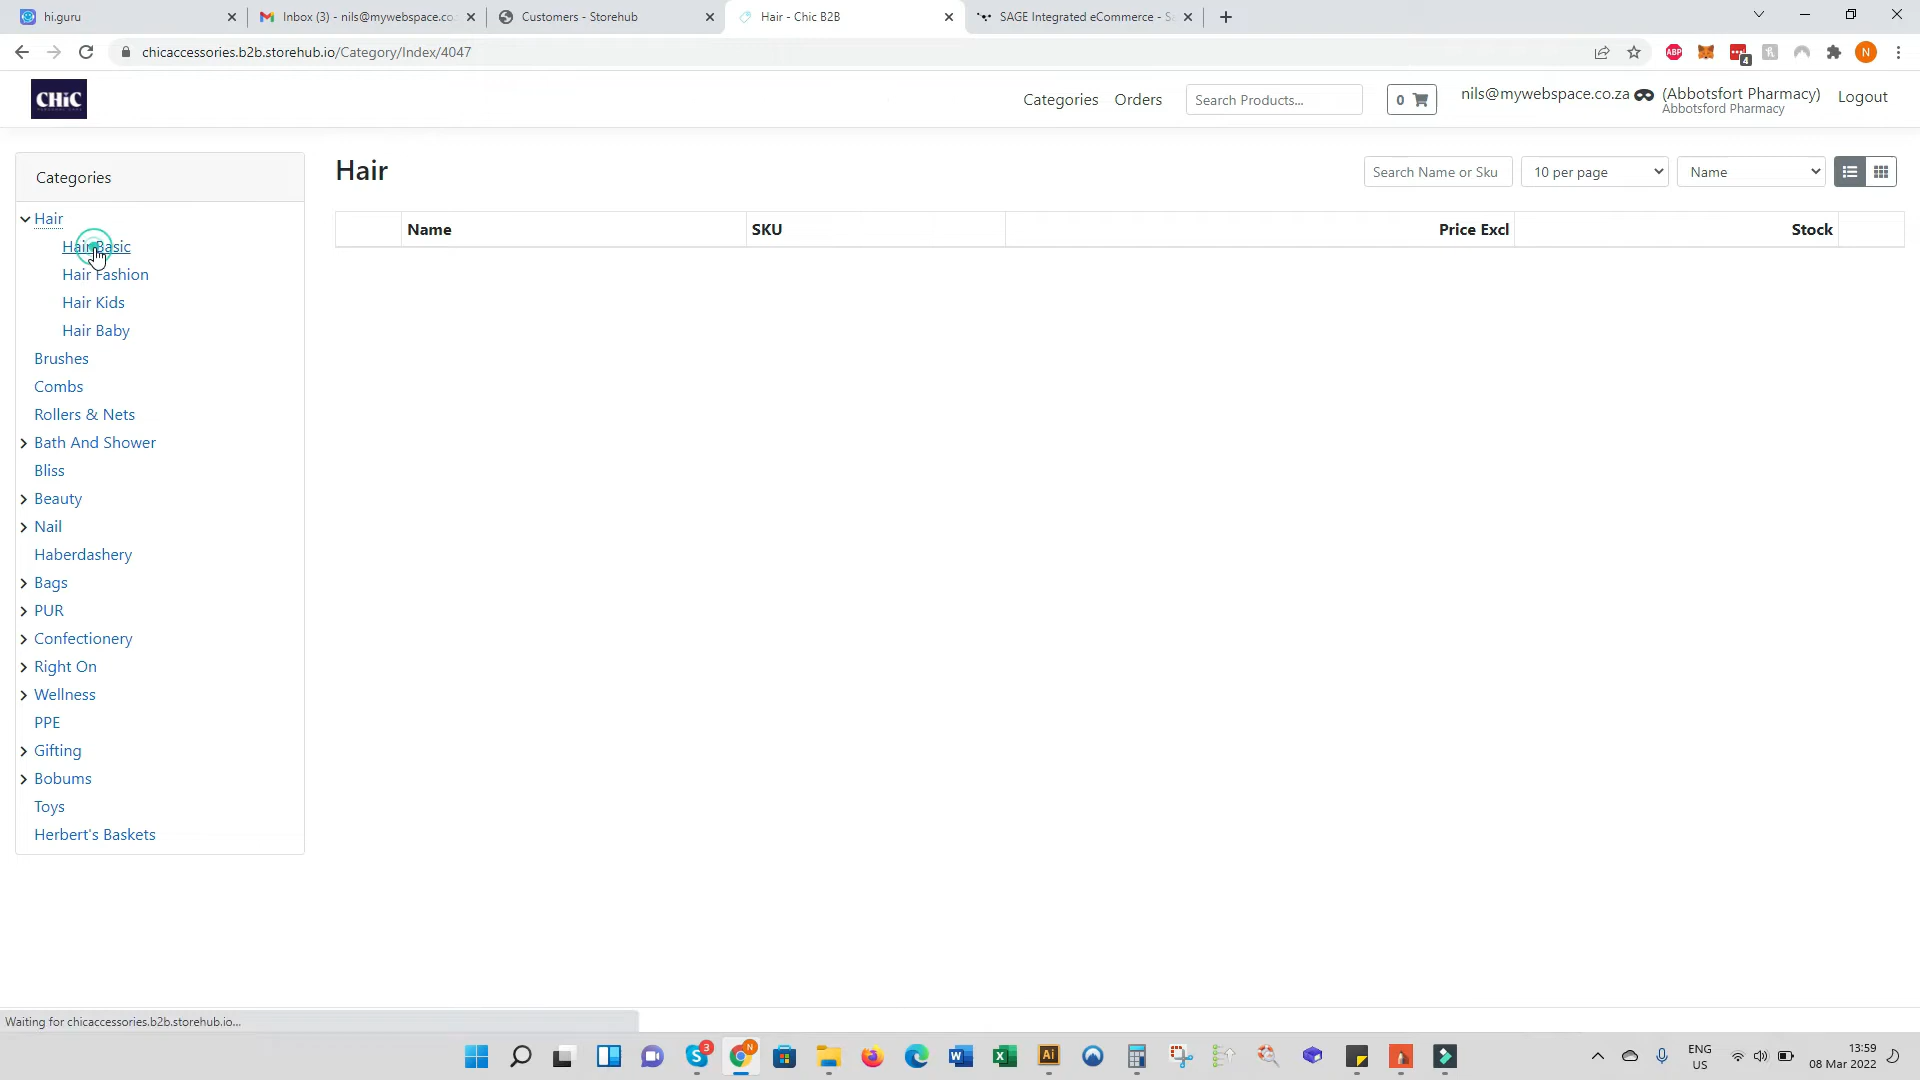 hi.guru
Inbox (3) - nils@mywebspace.co.
Customers - Storehub
Hair - Chic B2B
SAGE Integrated eCommerce - S
chicaccessories.b2b.storehub.io/Category/Index/4047
ABP
4
N
CHiC
Categories
Orders
Search Products...
0
nils@mywebspace.co.za
(Abbotsfort Pharmacy)
Abbotsford Pharmacy
Logout
Categories
Hair
Hair Basic
Hair Fashion
Hair Kids
Hair Baby
Brushes
Combs
Rollers & Nets
Bath And Shower
Bliss
Beauty
Nail
Haberdashery
Bags
PUR
Confectionery
Right On
Wellness
PPE
Gifting
Bobums
Toys
Herbert's Baskets
Hair
Search Name or Sku
10 per page
Name
Name
SKU
Price Excl
Stock
Waiting for chicaccessories.b2b.storehub.io...
3
N
Ai
ENG
US
13:59
08 Mar 2022